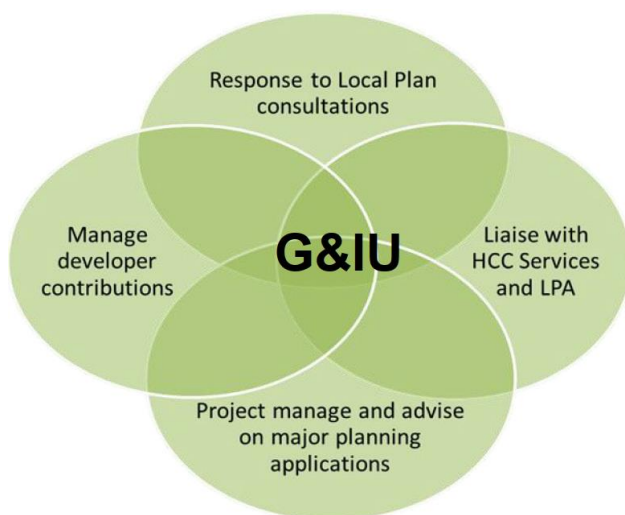 Response to Local Plan
consultations
Manage
developer
contributions
G&IU
Liaise with
HCC Services
and LPA
Project manage and advise
on major planning
applications